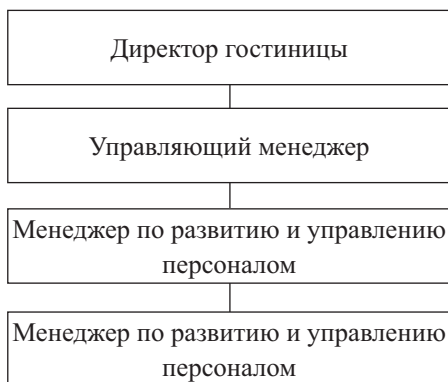 Директор гостиницы
Управляющий менеджер
Менеджер по развитию и управлению
персоналом
Менеджер по развитию и управлению
персоналом